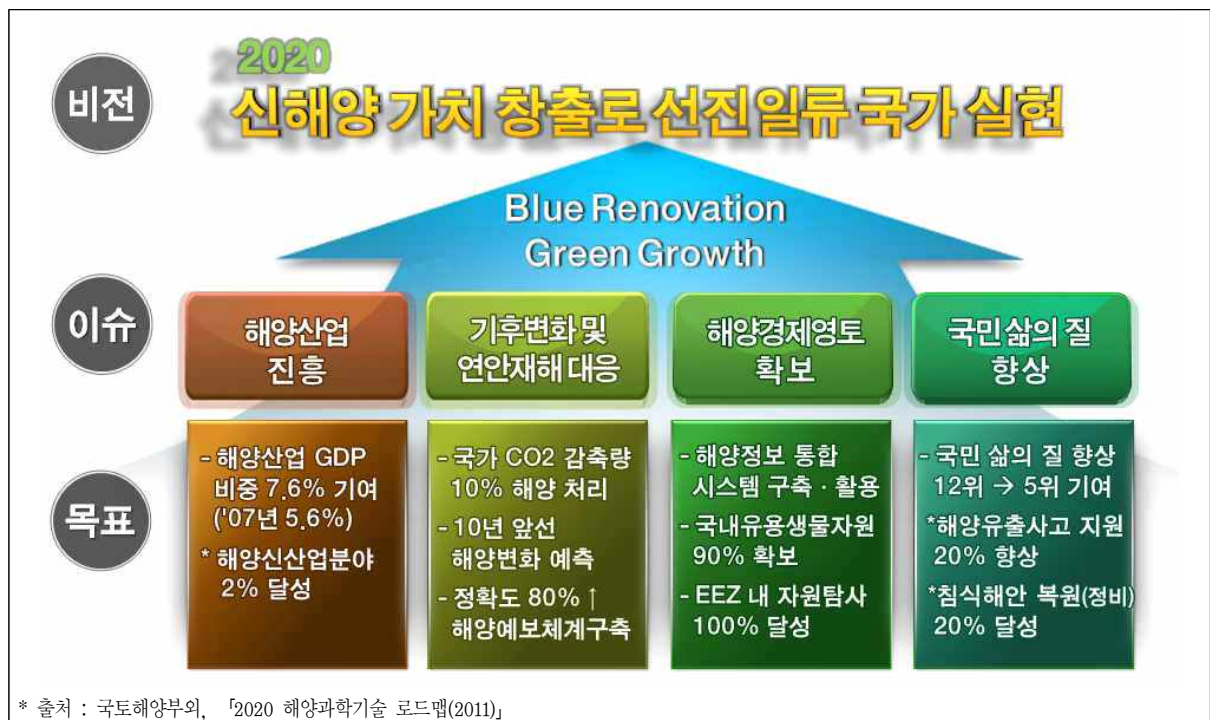 비전
2020
신해양 가치 창출로 선진일류 국가 실현
Blue Renovation
Green Growth
이슈
해양산업
진흥
기후변화 및
연안재해 대응
해양경제영토
확보
국민 삶의 질
향상
목표
- 해양산업 GDP
비중 7.6% 기여
('07년 5.6%)
* 해양신산업분야
2% 달성
- 국가 CO2 감축량
10% 해양 처리
- 10년 앞선
해양변화 예측
- 정확도 80% ↑
해양예보체계구축
- 해양정보 통합
시스템 구축 · 활용
- 국내유용생물자원
90% 확보
- EEZ 내 자원탐사
100% 달성
- 국민 삶의 질 향상
12위 → 5위 기여
*해양유출사고 지원
20% 향상
*침식해안 복원(정비)
20% 달성
* 출처 : 국토해양부외, 「2020 해양과학기술 로드맵(2011)」